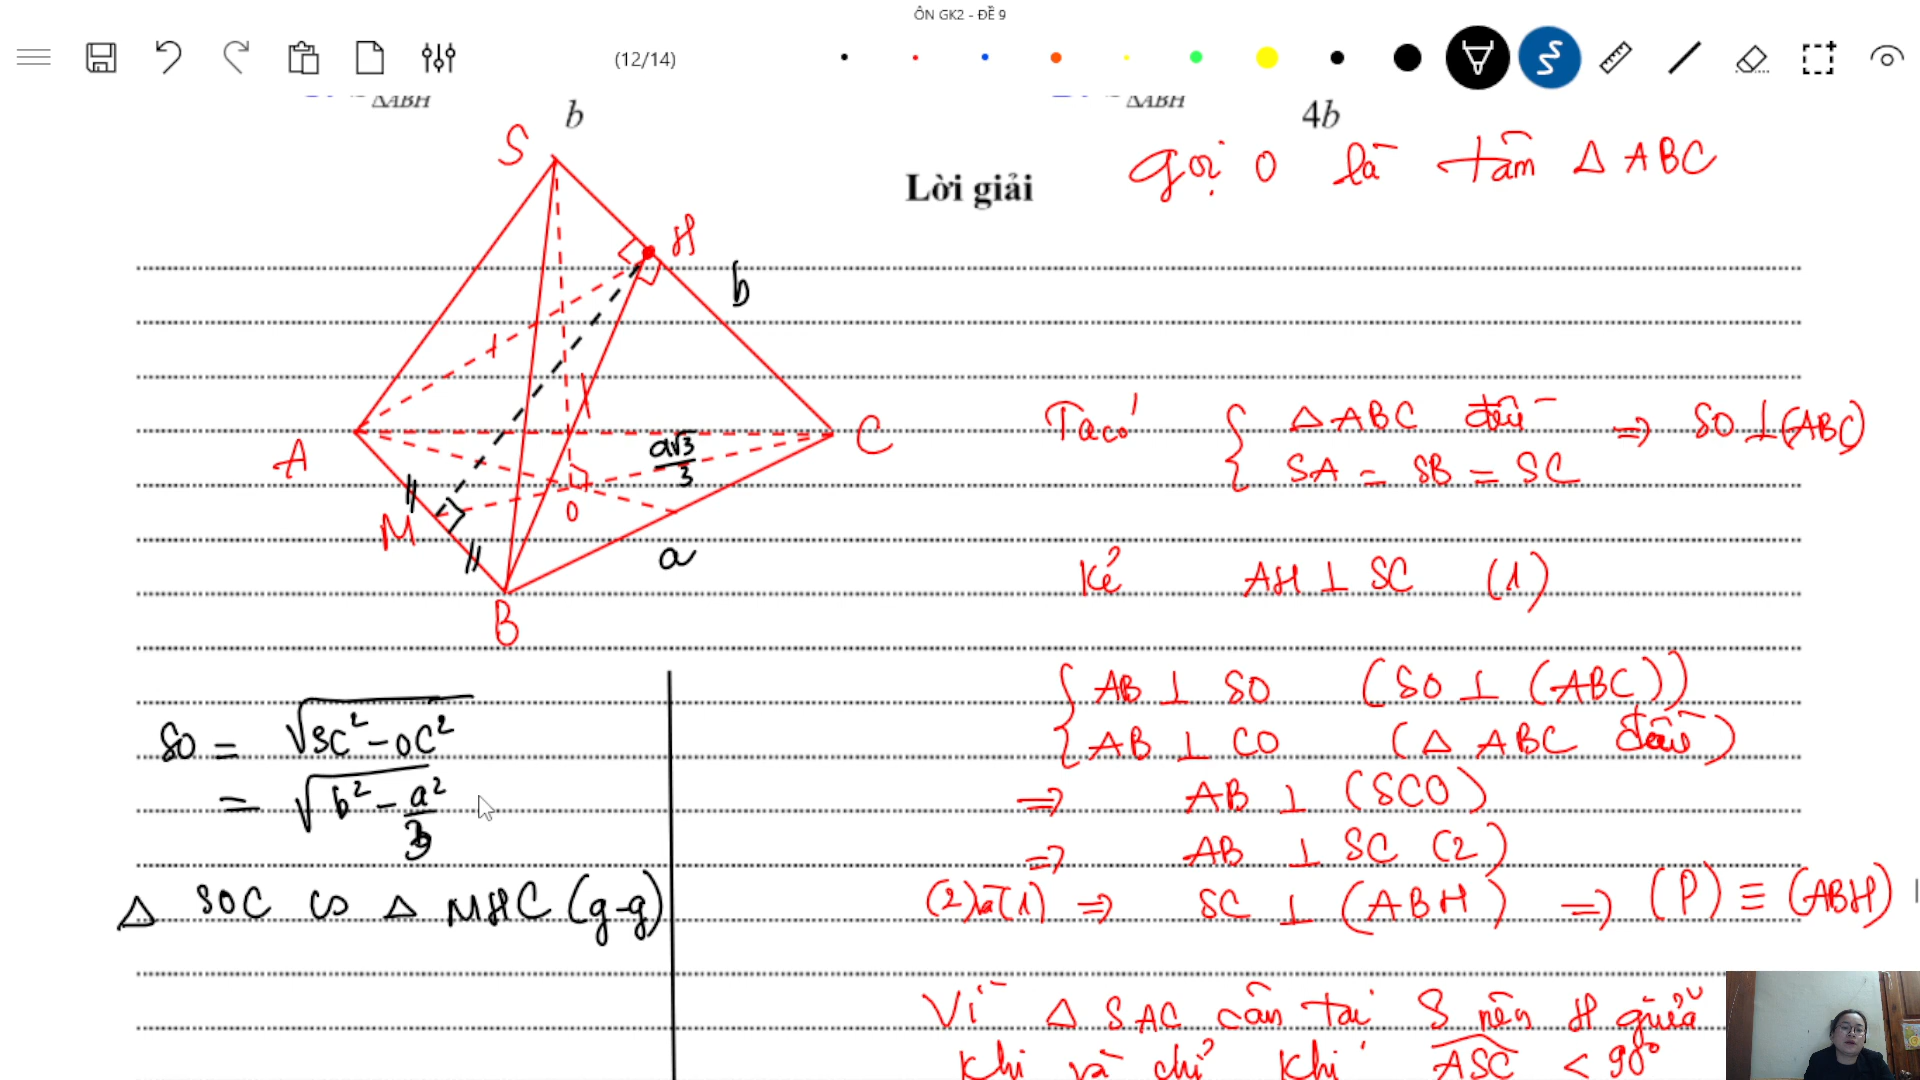 ÔN GK2 - ĐỀ 9
(12/14)
ΔABH
b
ΔABH
4b
Lời giải
gọi O là tâm Δ ABC
S
H
b
A
C
a√3/3
M
O
a
B
Ta có { Δ ABC đều
SA = SB = SC
=> SO ⊥ (ABC)
Kẻ AH ⊥ SC (1)
{ AB ⊥ SO (SO ⊥ (ABC))
AB ⊥ CO (Δ ABC đều)
=> AB ⊥ (SCO)
=> AB ⊥ SC (2)
(2) và (1) => SC ⊥ (ABH) => (P) ≡ (ABH)
Vì Δ SAC cân tại S nên H giữa
khi và chỉ khi ASC < 90°
SO = √SC² - OC²
= √b² - a²/3
Δ SOC ∽ Δ MHC (g-g)